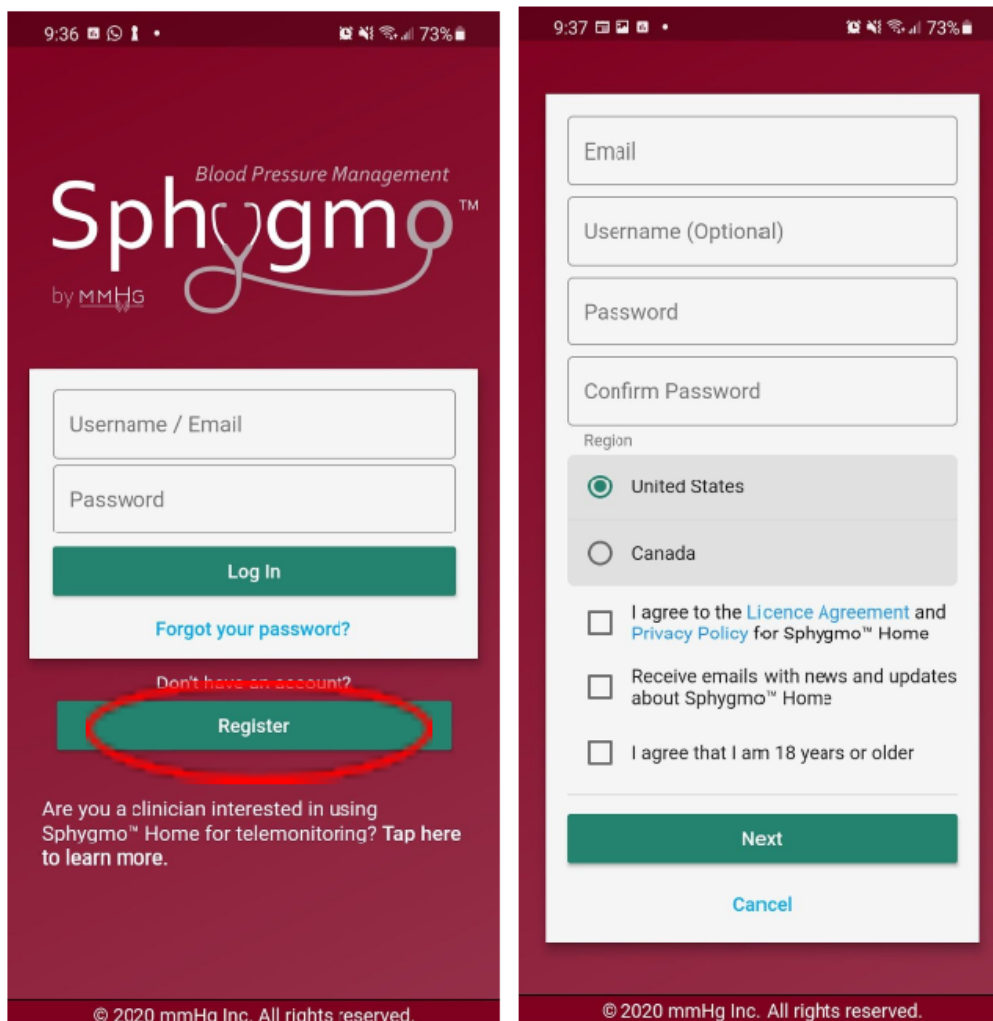 9:36
73%
Blood Pressure Management
Sphygmo™
by MMHG
Username / Email
Password
Log In
Forgot your password?
Don't have an account?
Register
Are you a clinician interested in using
Sphygmo™ Home for telemonitoring? Tap here
to learn more.
© 2020 mmHg Inc. All rights reserved.
9:37
73%
Email
Username (Optional)
Password
Confirm Password
Region
United States
Canada
I agree to the Licence Agreement and
Privacy Policy for Sphygmo™ Home
Receive emails with news and updates
about Sphygmo™ Home
I agree that I am 18 years or older
Next
Cancel
© 2020 mmHg Inc. All rights reserved.